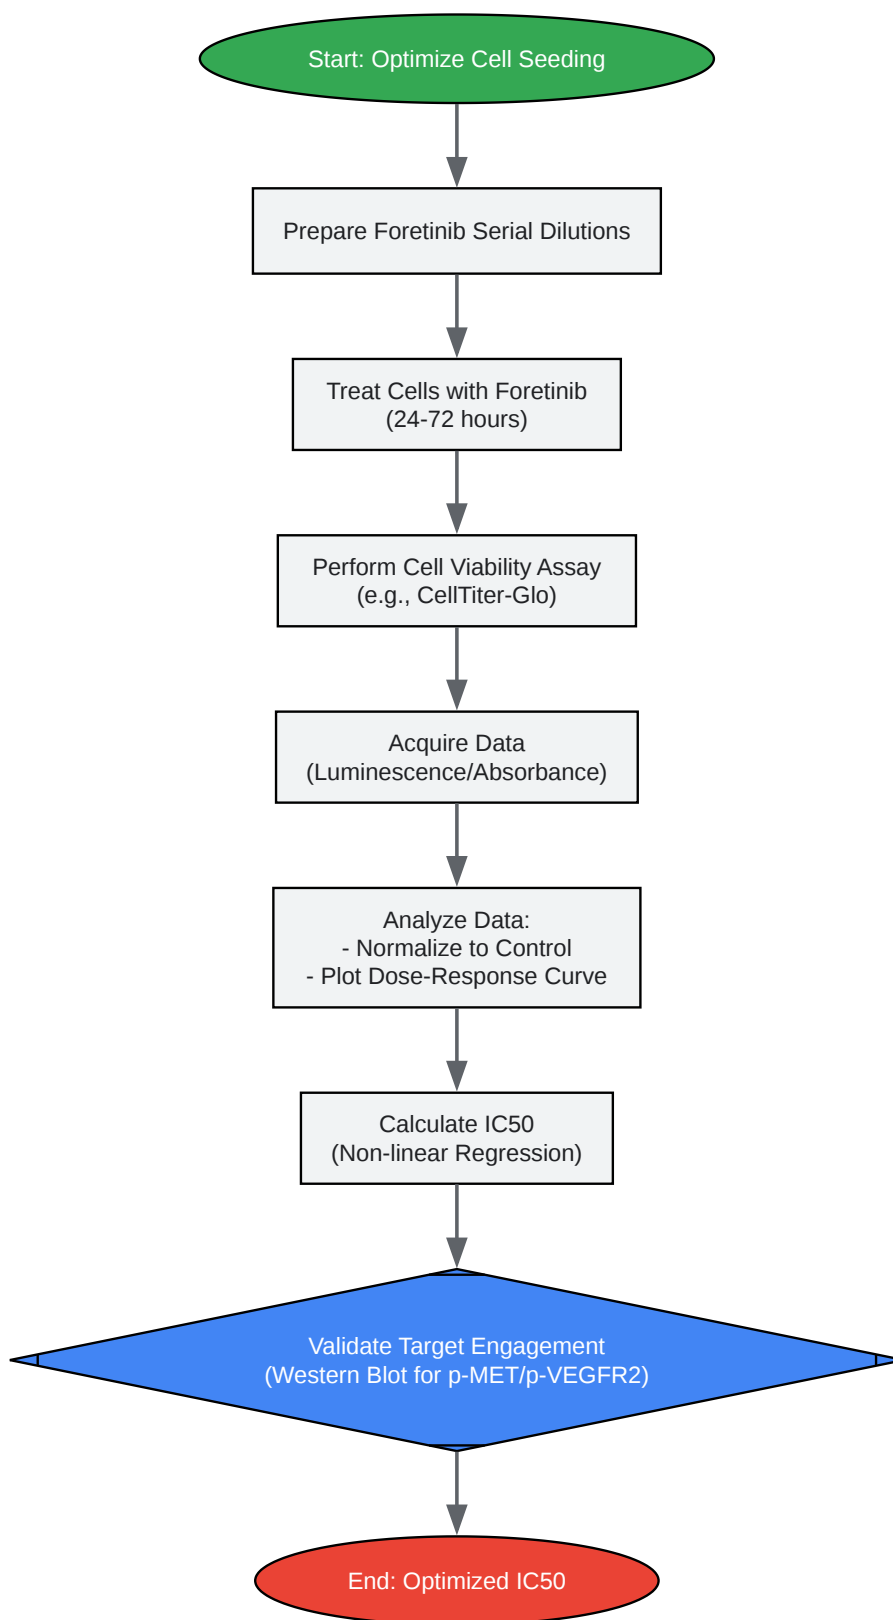 Start: Optimize Cell Seeding
Prepare Foretinib Serial Dilutions
Treat Cells with Foretinib
(24-72 hours)
Perform Cell Viability Assay
(e.g., CellTiter-Glo)
Acquire Data
(Luminescence/Absorbance)
Analyze Data:
- Normalize to Control
- Plot Dose-Response Curve
Calculate IC50
(Non-linear Regression)
Validate Target Engagement
(Western Blot for p-MET/p-VEGFR2)
End: Optimized IC50